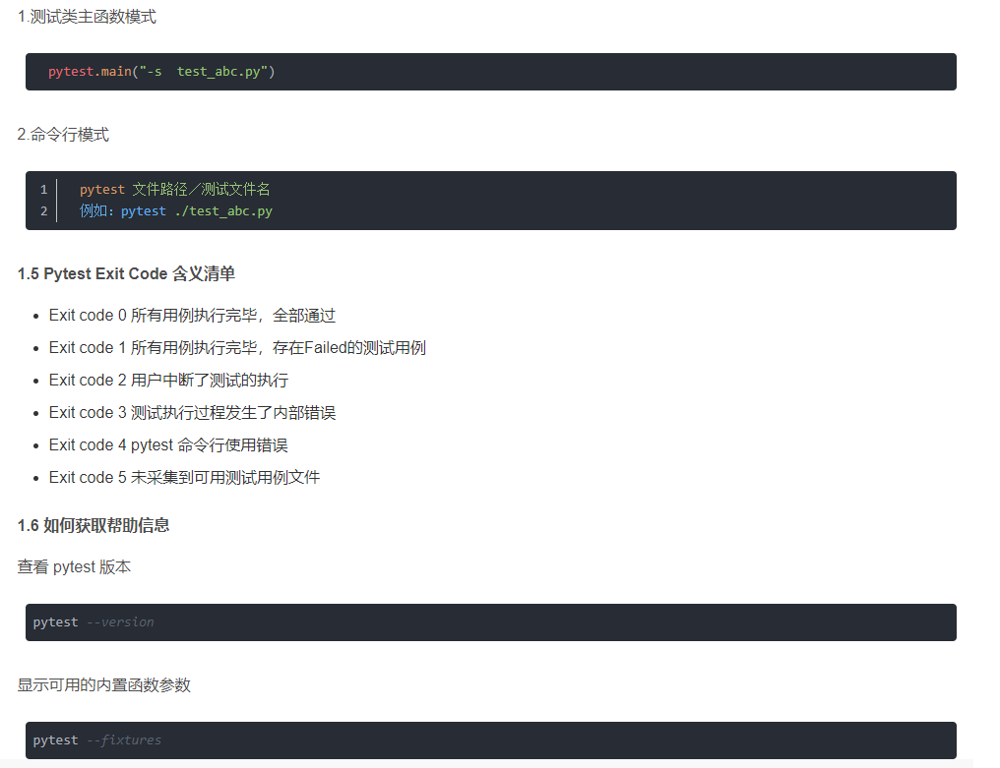 1.测试类主函数模式
pytest.main("-s  test_abc.py")
2.命令行模式
1 pytest 文件路径／测试文件名
2 例如：pytest ./test_abc.py
1.5 Pytest Exit Code 含义清单
• Exit code 0 所有用例执行完毕，全部通过
• Exit code 1 所有用例执行完毕，存在Failed的测试用例
• Exit code 2 用户中断了测试的执行
• Exit code 3 测试执行过程发生了内部错误
• Exit code 4 pytest 命令行使用错误
• Exit code 5 未采集到可用测试用例文件
1.6 如何获取帮助信息
查看 pytest 版本
pytest --version
显示可用的内置函数参数
pytest --fixtures